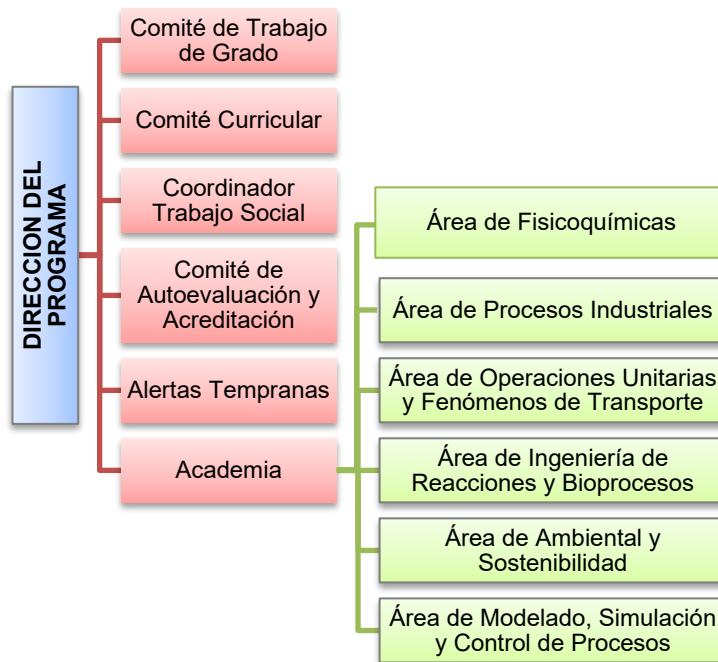 DIRECCION DEL
PROGRAMA
Comité de Trabajo
de Grado
Comité Curricular
Coordinador
Trabajo Social
Comité de
Autoevaluación y
Acreditación
Alertas Tempranas
Academia
Área de Fisicoquímicas
Área de Procesos Industriales
Área de Operaciones Unitarias
y Fenómenos de Transporte
Área de Ingeniería de
Reacciones y Bioprocesos
Área de Ambiental y
Sostenibilidad
Área de Modelado, Simulación
y Control de Procesos